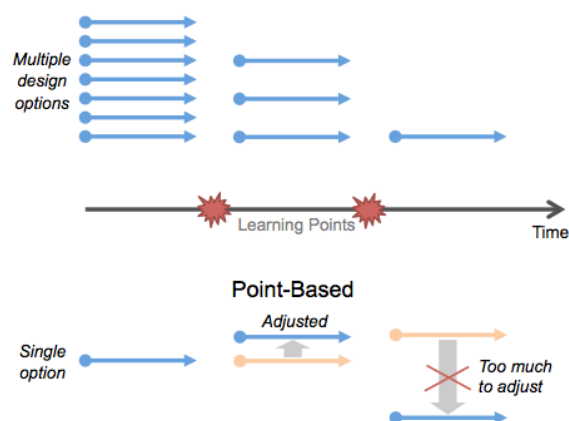 Multiple
design
options
Learning Points
Time
Point-Based
Adjusted
Single
option
Too much
to adjust